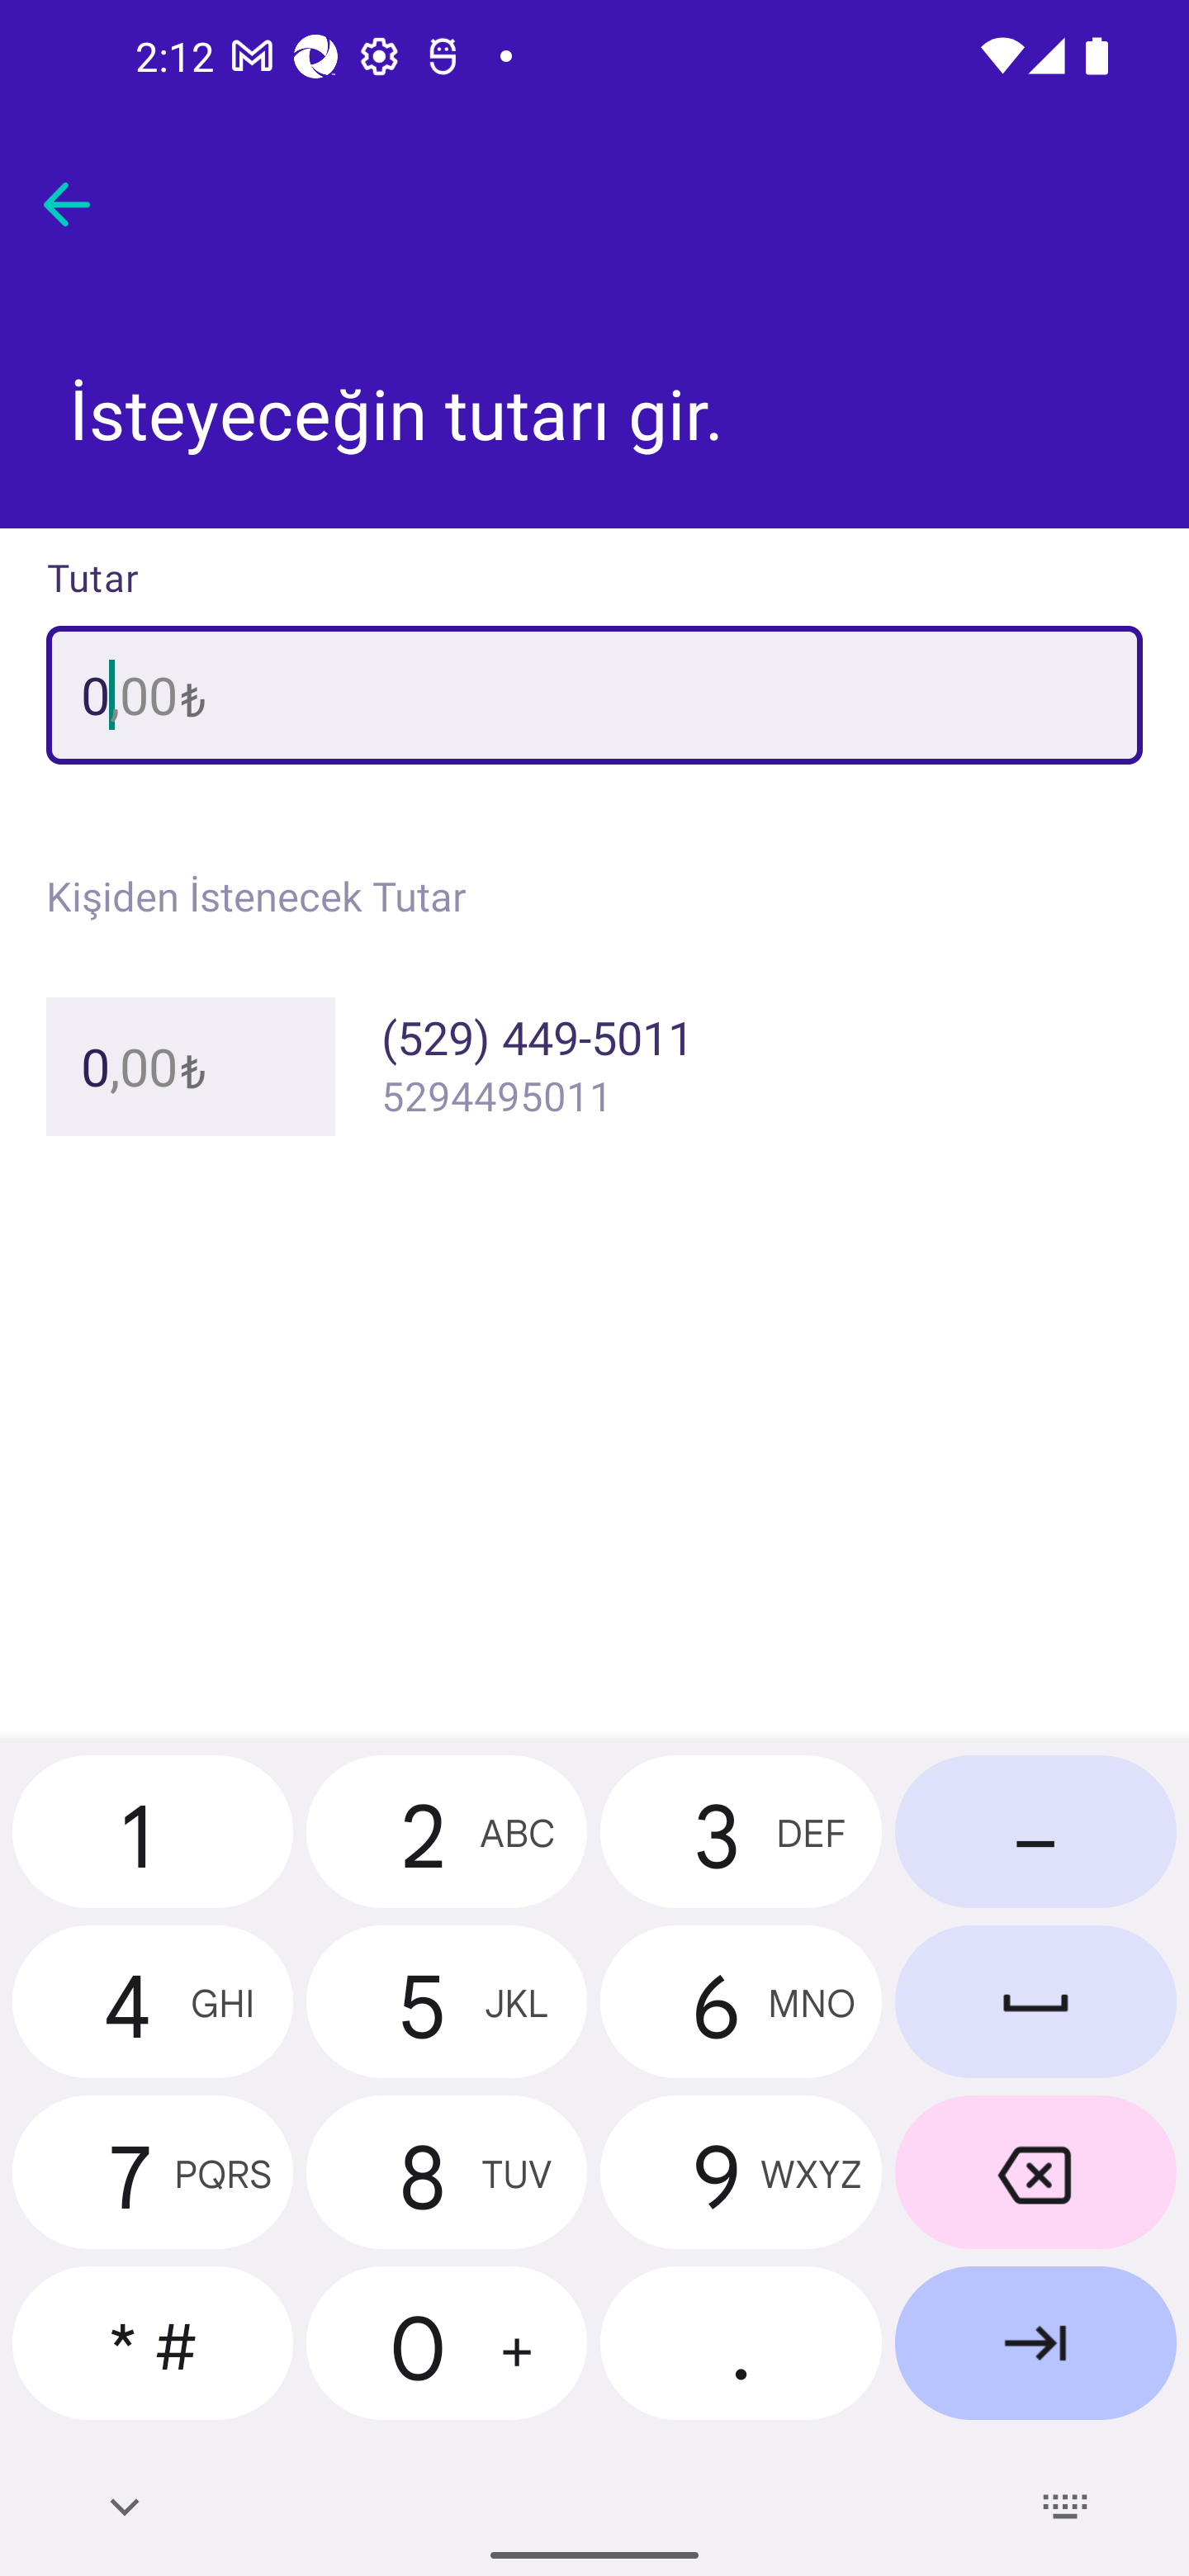 2:12
İsteyeceğin tutarı gir.
Tutar
0,00₺
Kişiden İstenecek Tutar
0,00₺
(529) 449-5011
5294495011
1
2 ABC
3 DEF
–
4 GHI
5 JKL
6 MNO
7 PQRS
8 TUV
9 WXYZ
* #
0 +
.